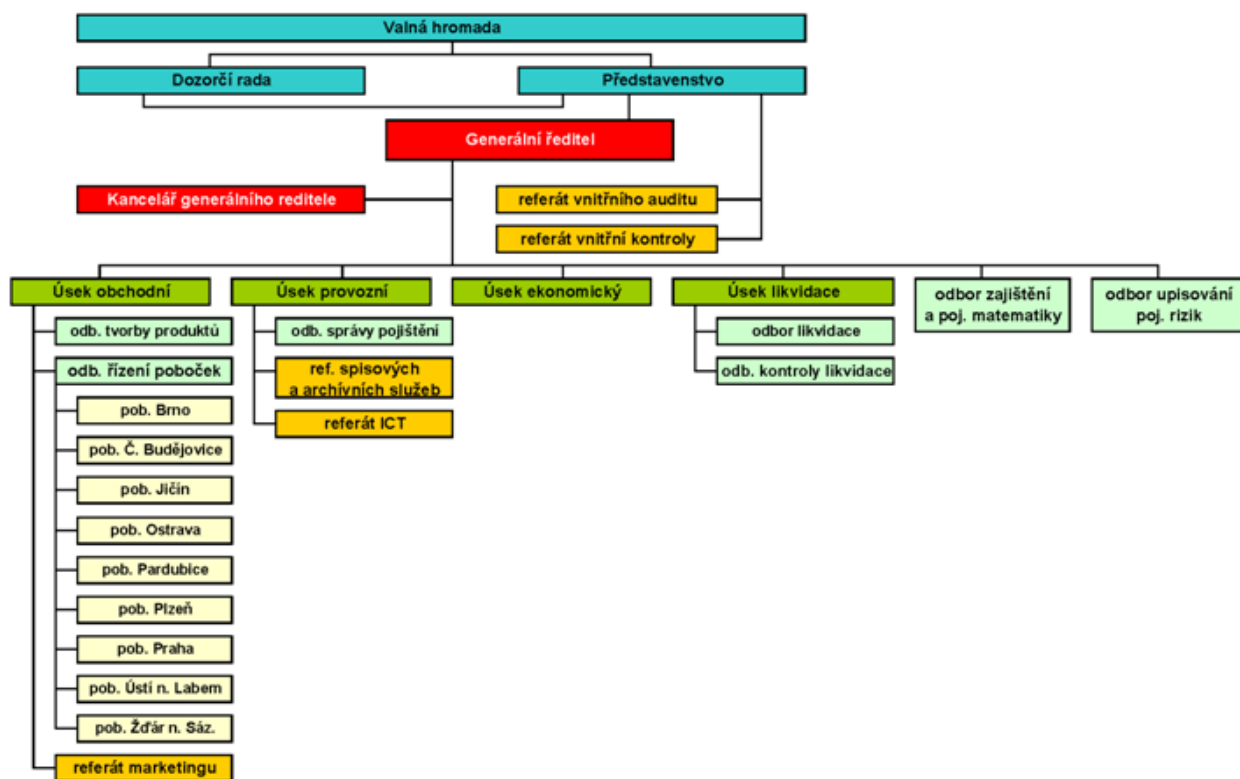 Valná hromada
Dozorčí rada
Představenstvo
Generální ředitel
Kancelář generálního reditele
referát vnitřního auditu
referát vnitřní kontroly
Úsek obchodní
Úsek provozní
Úsek ekonomický
Úsek likvidace
odbor zajištění
a poj. matematiky
odbor upisování
poj. rizik
odb. tvorby produktů
odb. řízení poboček
pob. Brno
pob. Č. Budějovice
pob. Jičín
pob. Ostrava
pob. Pardubice
pob. Plzeň
pob. Praha
pob. Ústí n. Labem
pob. Žďár n. Sáz.
referát marketingu
odb. správy pojištění
ref. spisových
a archívních služeb
referát ICT
odbor likvidace
odb. kontroly likvidace